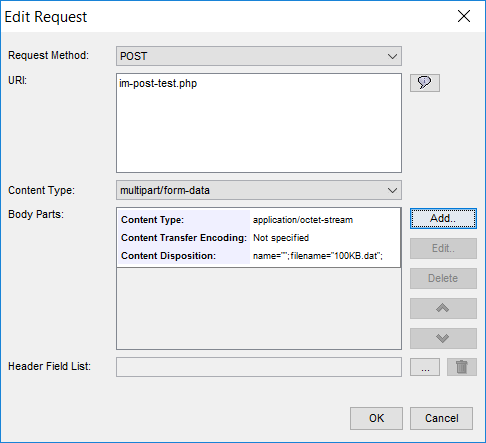 Edit Request
Request Method: POST
URI: im-post-test.php
Content Type: multipart/form-data
Body Parts:
Content Type: application/octet-stream
Content Transfer Encoding: Not specified
Content Disposition: name="";filename="100KB.dat";
Add..
Edit..
Delete
Header Field List: ...
OK Cancel